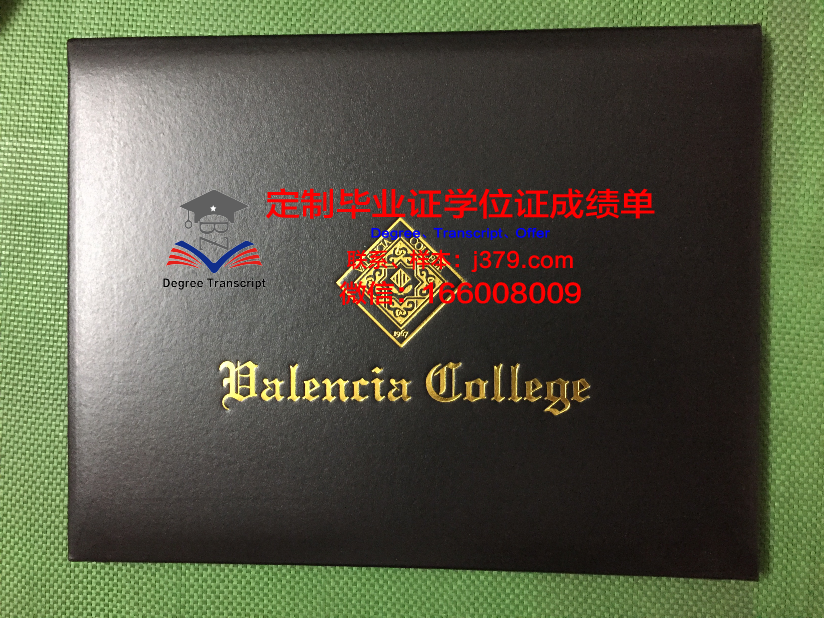 定制毕业证学位证成绩单
Degree、Transcript、Offer
联系、样本：j379.com
微信：166008009
Degree Transcript
1967
Valencia College